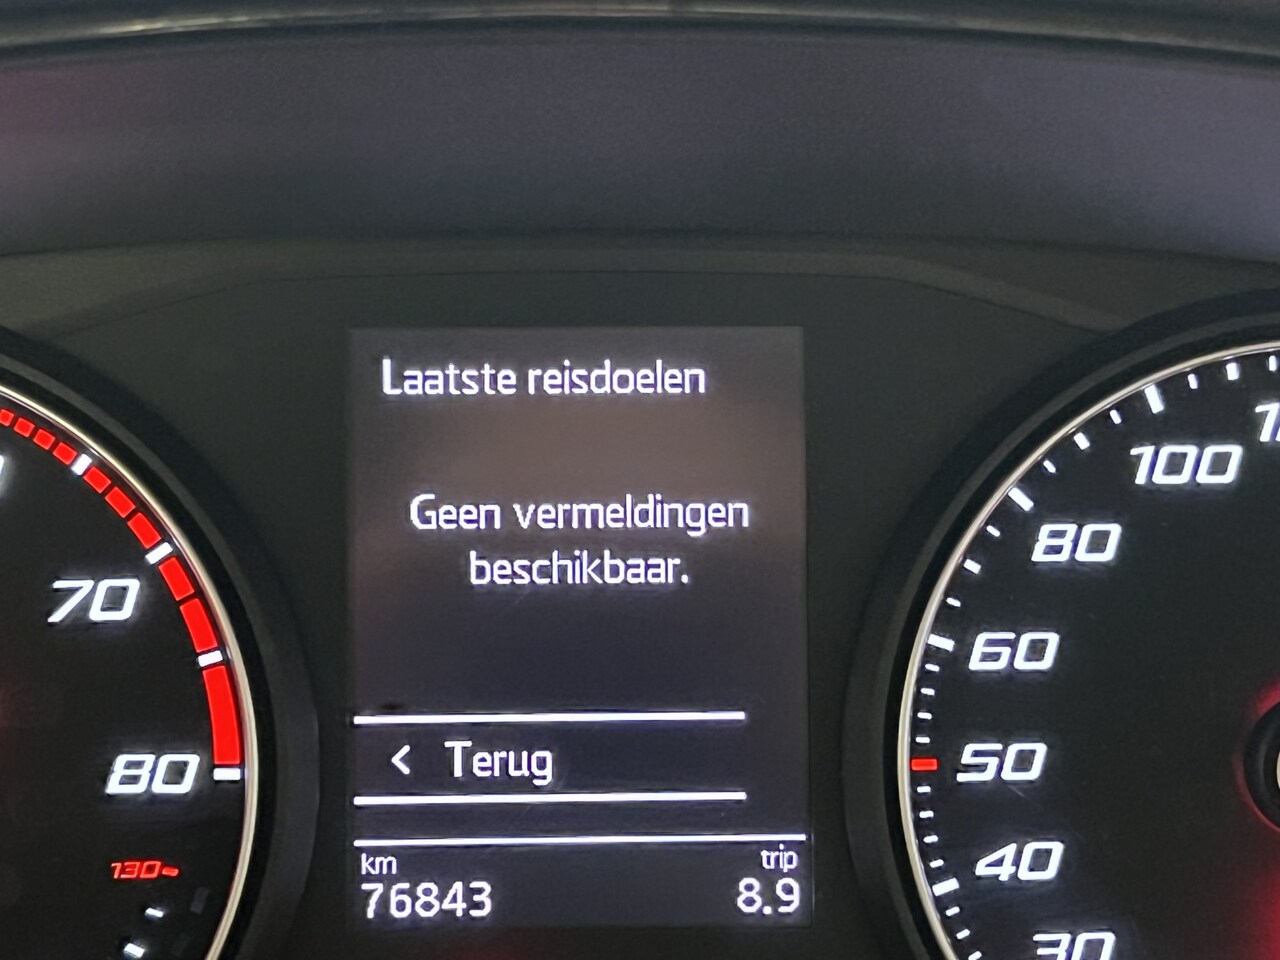 Laatste reisdoelen
Geen vermeldingen
beschikbaar.
< Terug
km
trip
76843
8.9
70
80
130
100
80
60
50
40
30